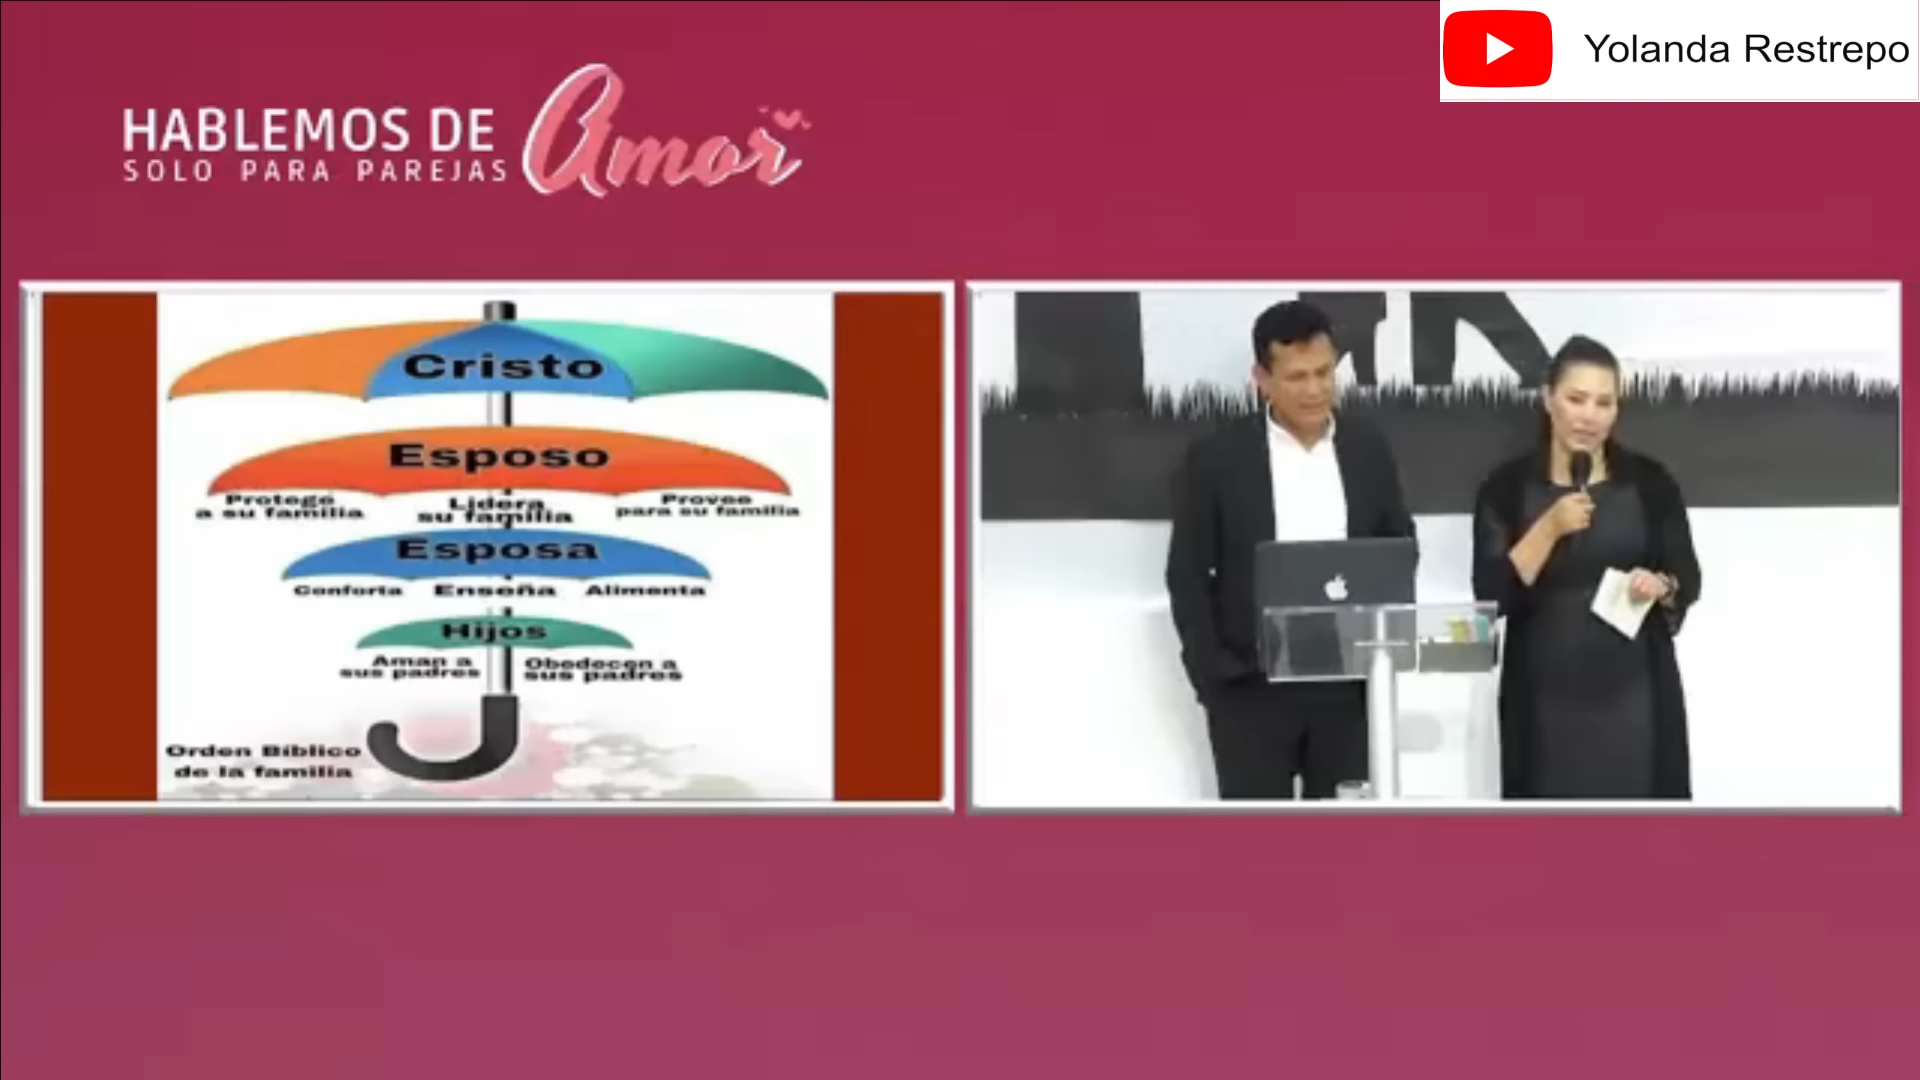 Yolanda Restrepo
HABLEMOS DE Amor
SOLO PARA PAREJAS
Cristo
Esposo
Protege
a su familia
Lidera
su familia
Provee
para su familia
Esposa
Conforta Enseña Alimenta
Hijos
Aman a
sus padres
Obedecen a
sus padres
Orden Bíblico
de la familia